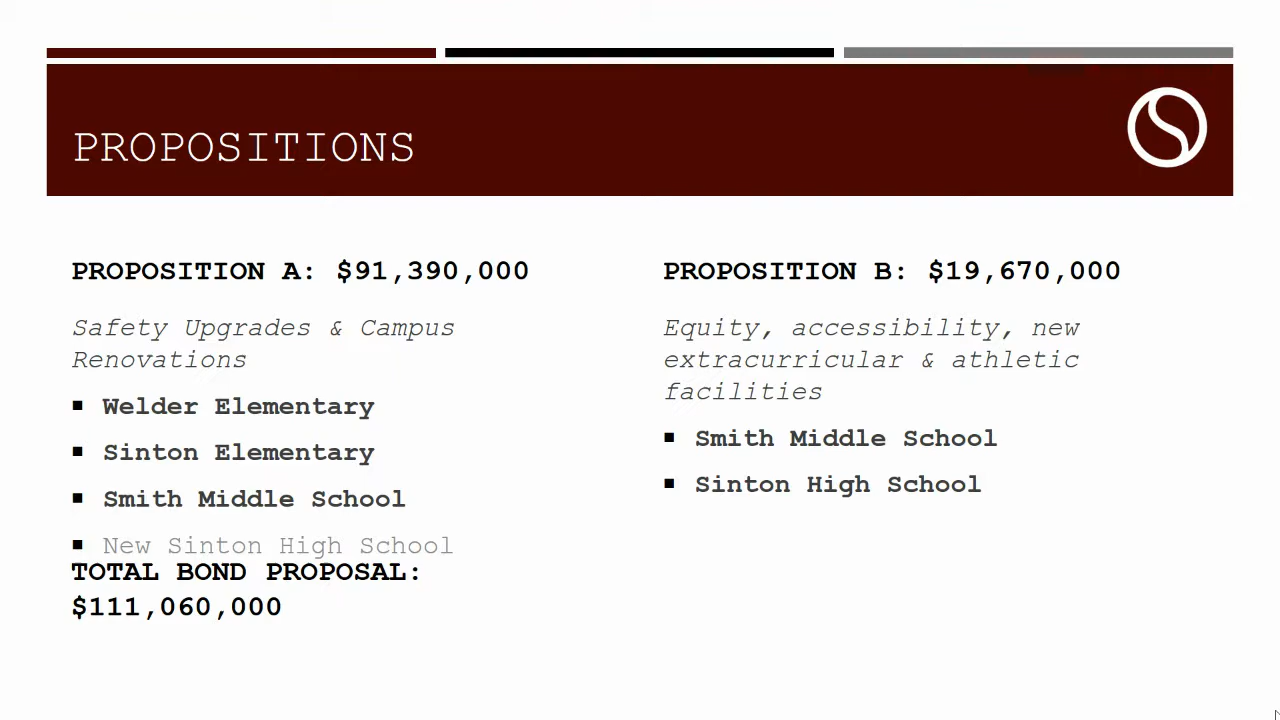 PROPOSITIONS
PROPOSITION A: $91,390,000
Safety Upgrades & Campus
Renovations
▪ Welder Elementary
▪ Sinton Elementary
▪ Smith Middle School
▪ New Sinton High School
TOTAL BOND PROPOSAL:
$111,060,000
PROPOSITION B: $19,670,000
Equity, accessibility, new
extracurricular & athletic
facilities
▪ Smith Middle School
▪ Sinton High School